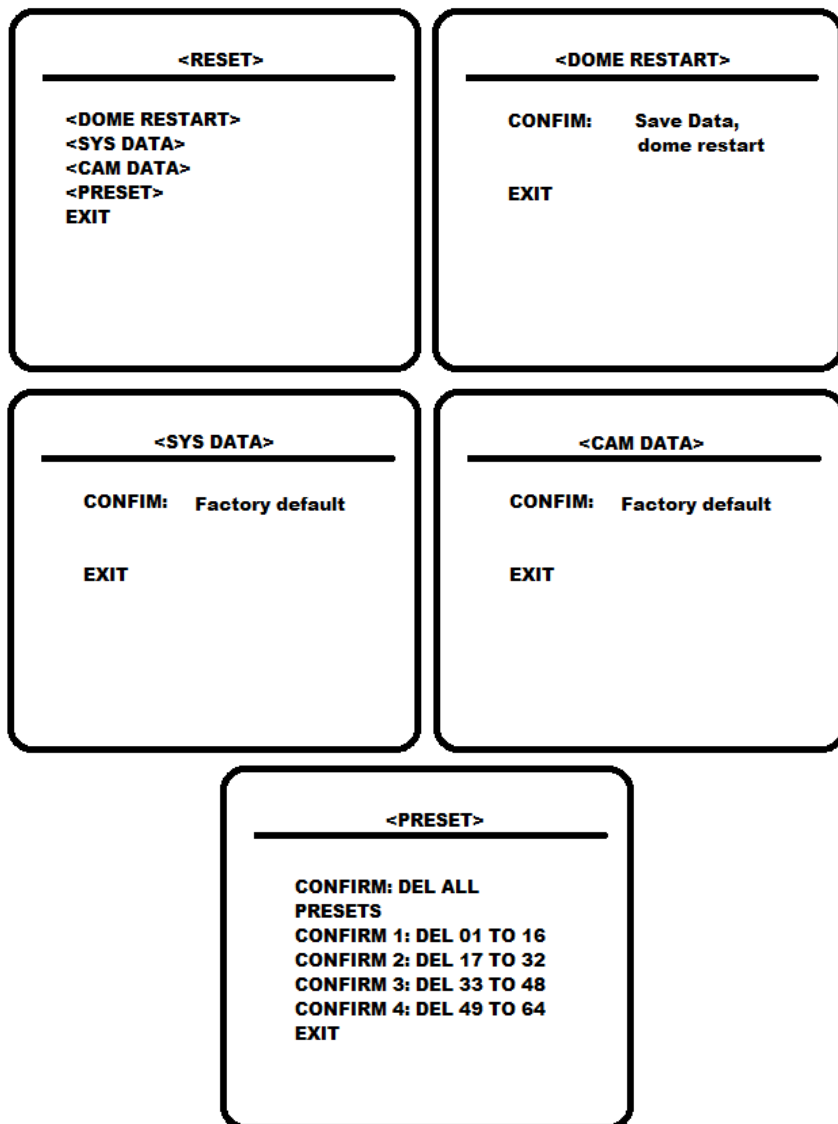 <RESET>
<DOME RESTART>
<SYS DATA>
<CAM DATA>
<PRESET>
EXIT
<DOME RESTART>
CONFIM: Save Data,
dome restart
EXIT
<SYS DATA>
CONFIM: Factory default
EXIT
<CAM DATA>
CONFIM: Factory default
EXIT
<PRESET>
CONFIRM: DEL ALL
PRESETS
CONFIRM 1: DEL 01 TO 16
CONFIRM 2: DEL 17 TO 32
CONFIRM 3: DEL 33 TO 48
CONFIRM 4: DEL 49 TO 64
EXIT